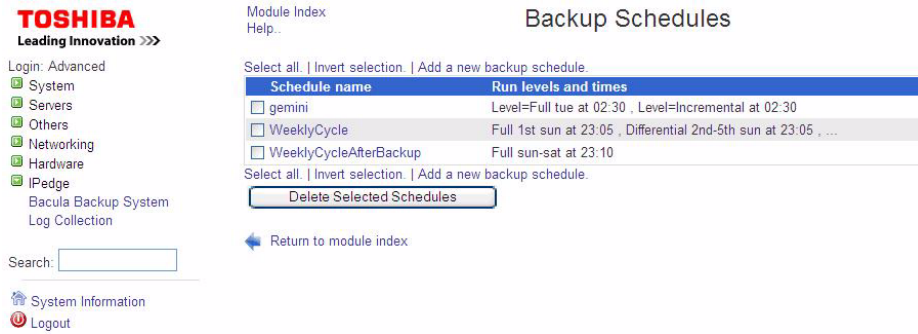 TOSHIBA
Leading Innovation >>>
Login: Advanced
System
Servers
Others
Networking
Hardware
IPedge
Bacula Backup System
Log Collection
Search:
System Information
Logout
Module Index
Help..
Backup Schedules
Select all. | Invert selection. | Add a new backup schedule.
Schedule name Run levels and times
gemini Level=Full tue at 02:30 , Level=Incremental at 02:30
WeeklyCycle Full 1st sun at 23:05 , Differential 2nd-5th sun at 23:05 , ...
WeeklyCycleAfterBackup Full sun-sat at 23:10
Select all. | Invert selection. | Add a new backup schedule.
Delete Selected Schedules
Return to module index